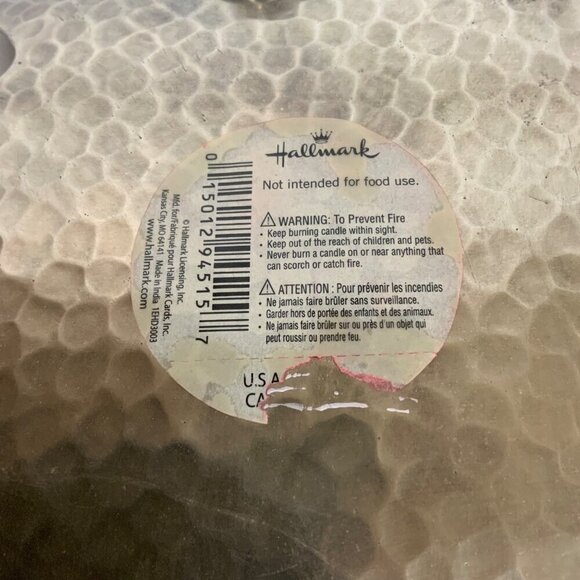 Hallmark
Not intended for food use.
⚠ WARNING: To Prevent Fire
• Keep burning candle within sight.
• Keep out of the reach of children and pets.
• Never burn a candle on or near anything that
can scorch or catch fire.
⚠ ATTENTION : Pour prévenir les incendies
• Ne jamais faire brûler sans surveillance.
• Garder hors de portée des enfants et des animaux.
• Ne jamais faire brûler sur ou près d'un objet qui
peut roussir ou prendre feu.
U.S.A.
CA
0 15012 94515 7
© Hallmark Licensing, Inc.
Mfd. for/Fabriqué pour Hallmark Cards, Inc.
Kansas City, MO 64141 Made in India 1EHD3003
www.hallmark.com